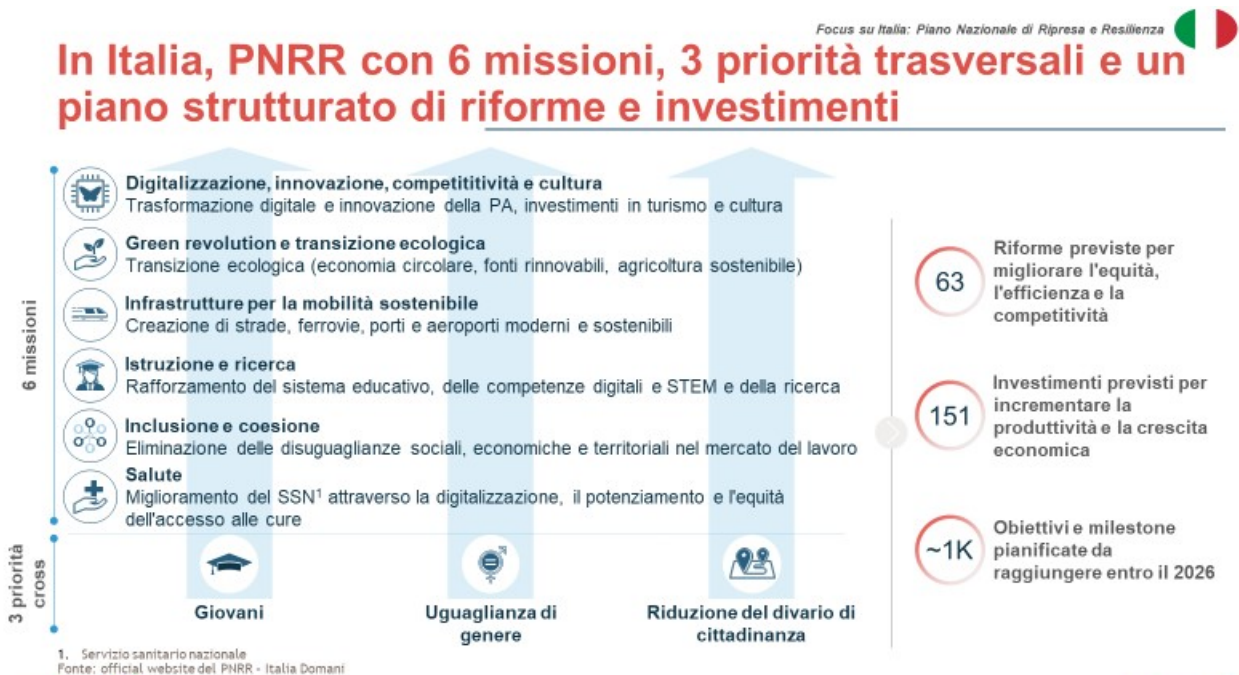 Focus su Italia: Piano Nazionale di Ripresa e Resilienza
In Italia, PNRR con 6 missioni, 3 priorità trasversali e un
piano strutturato di riforme e investimenti
6 missioni
Digitalizzazione, innovazione, competititività e cultura
Trasformazione digitale e innovazione della PA, investimenti in turismo e cultura
Green revolution e transizione ecologica
Transizione ecologica (economia circolare, fonti rinnovabili, agricoltura sostenibile)
Infrastrutture per la mobilità sostenibile
Creazione di strade, ferrovie, porti e aeroporti moderni e sostenibili
Istruzione e ricerca
Rafforzamento del sistema educativo, delle competenze digitali e STEM e della ricerca
Inclusione e coesione
Eliminazione delle disuguaglianze sociali, economiche e territoriali nel mercato del lavoro
Salute
Miglioramento del SSN¹ attraverso la digitalizzazione, il potenziamento e l'equità
dell'accesso alle cure
3 priorità
cross
Giovani
Uguaglianza di
genere
Riduzione del divario di
cittadinanza
63
Riforme previste per
migliorare l'equità,
l'efficienza e la
competitività
151
Investimenti previsti per
incrementare la
produttività e la crescita
economica
~1K
Obiettivi e milestone
pianificate da
raggiungere entro il 2026
1. Servizio sanitario nazionale
Fonte: official website del PNRR - Italia Domani